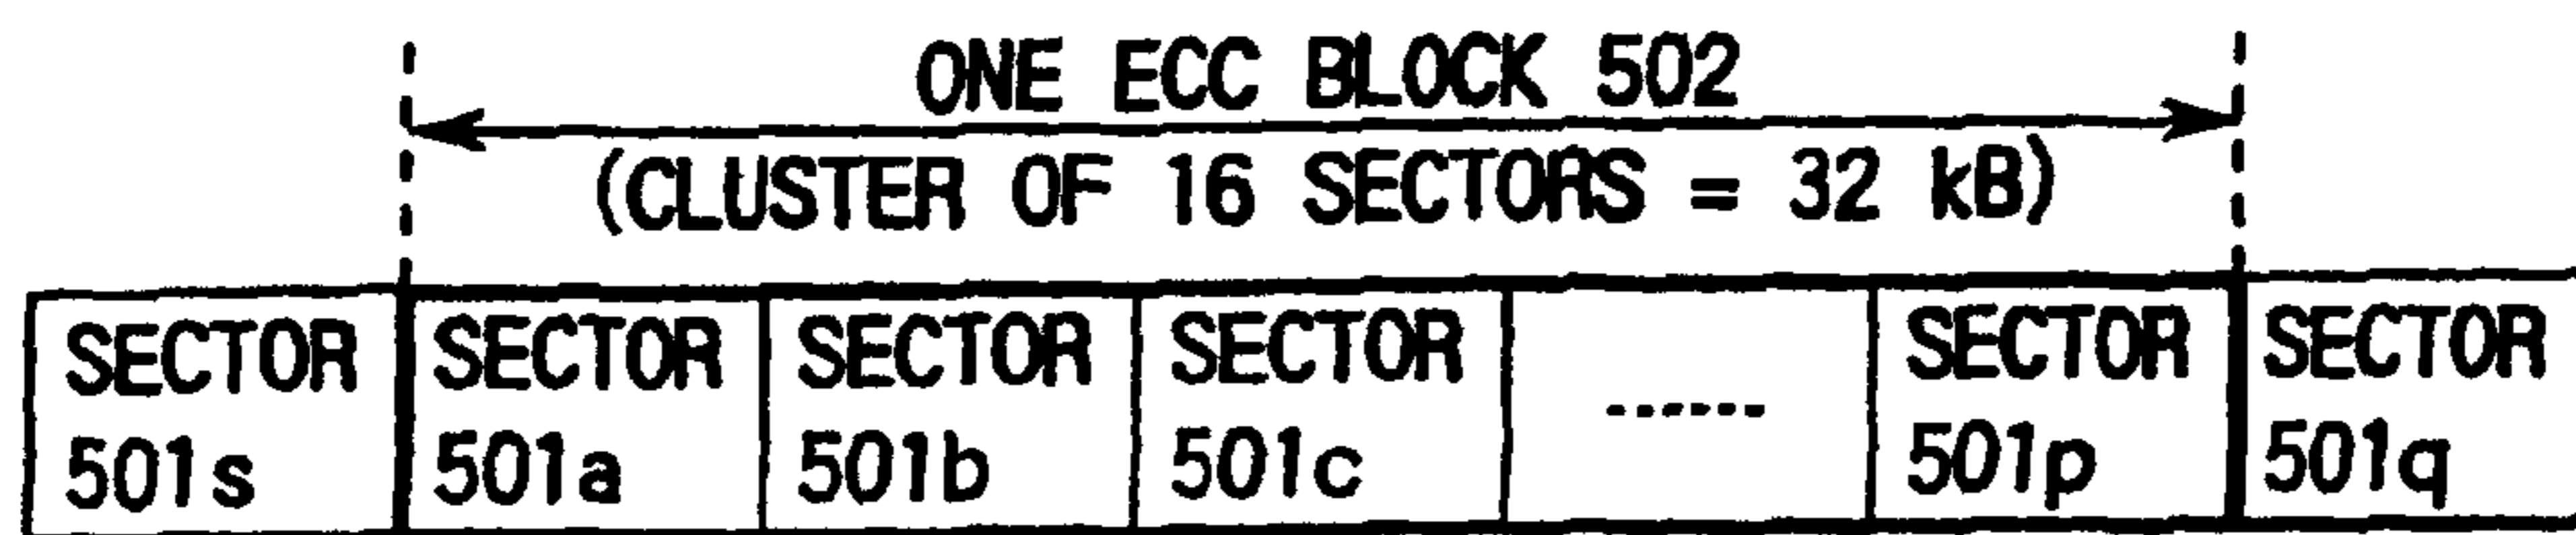 ONE ECC BLOCK 502
(CLUSTER OF 16 SECTORS = 32 kB)
SECTOR SECTOR SECTOR SECTOR ...... SECTOR SECTOR
501s 501a 501b 501c 501p 501q